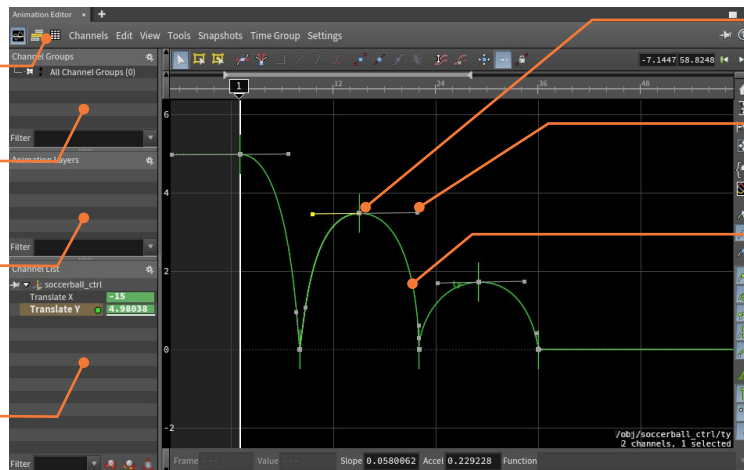 Animation Editor × +
Channels Edit View Tools Snapshots Time Group Settings
Channel Groups
All Channel Groups (0)
Filter
Animation Layers
Filter
Channel List
soccerball_ctrl
Translate X -15
Translate Y 4.98038
Filter
-7.1447 58.8248
1
12 24 36 48
6
4
2
0
-2
ty
/obj/soccerball_ctrl/ty
2 channels, 1 selected
Frame --- Value --- Slope 0.0580062 Accel 0.229228 Function